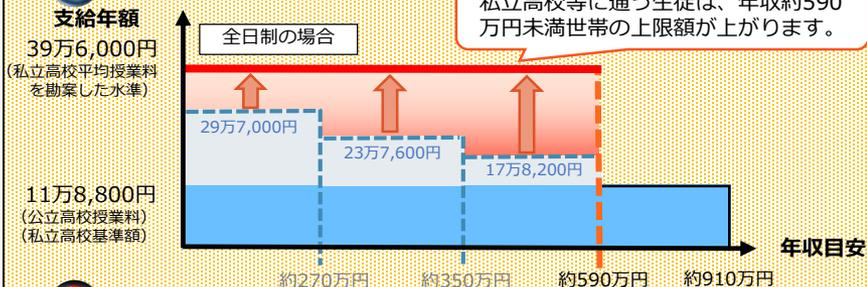 私立高校等に通う生徒は、年収約590
万円未満世帯の上限額が上がります。
支給年額
全日制の場合
39万6,000円
(私立高校平均授業料
を勘案した水準)
29万7,000円
23万7,600円
17万8,200円
11万8,800円
(公立高校授業料)
(私立高校基準額)
年収目安
約270万円
約350万円
約590万円
約910万円